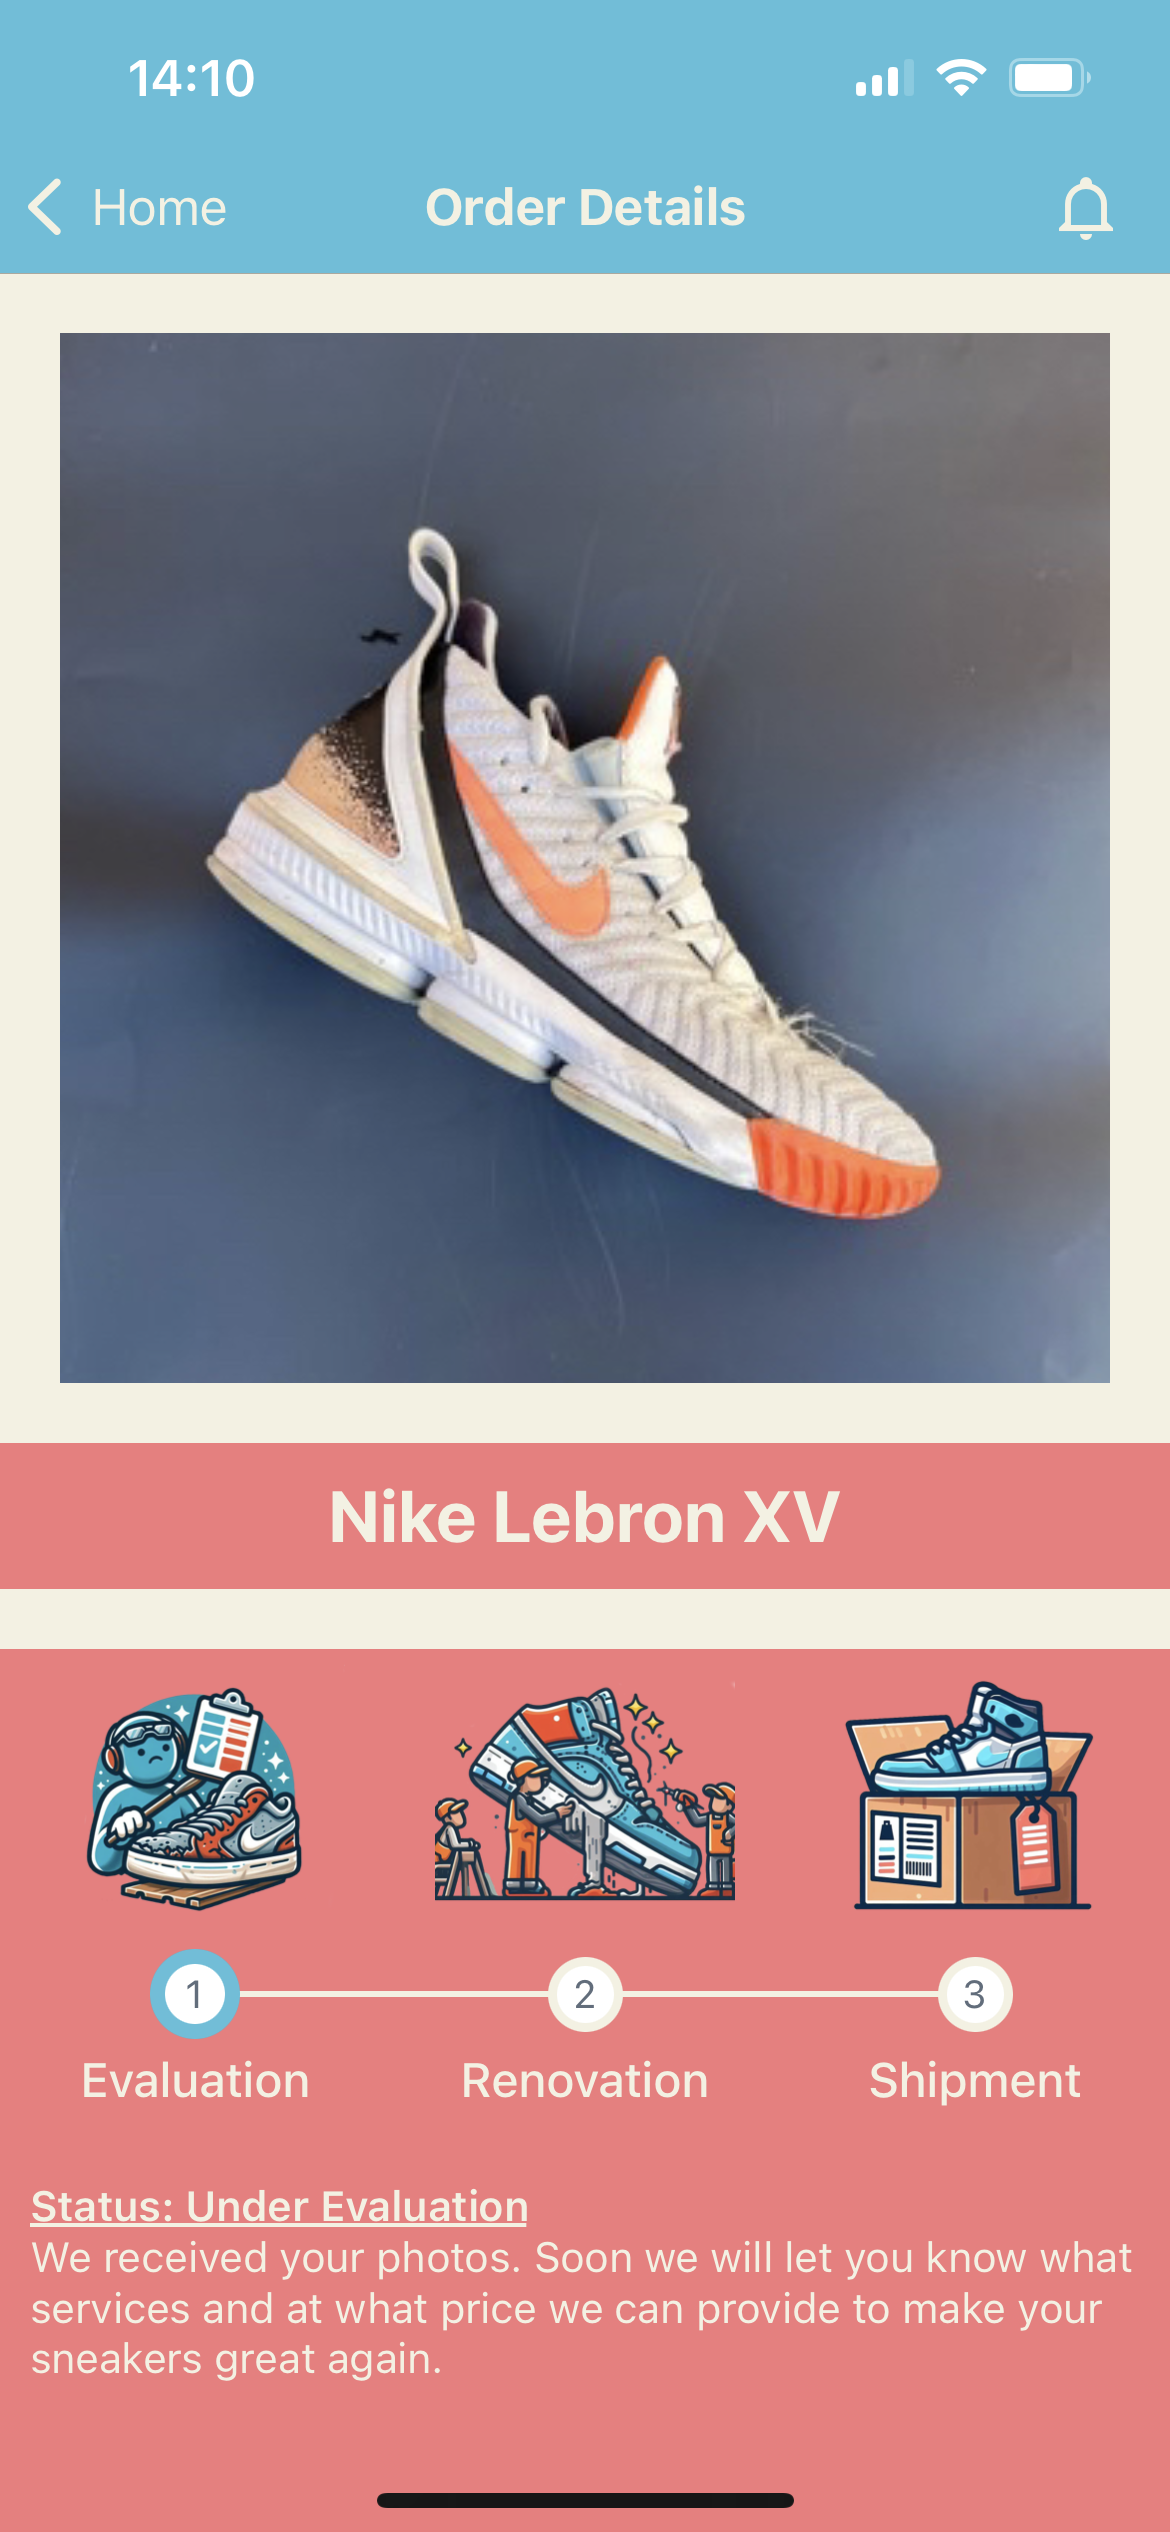 14:10
Home
Order Details
Nike Lebron XV
1
2
3
Evaluation
Renovation
Shipment
Status: Under Evaluation
We received your photos. Soon we will let you know what
services and at what price we can provide to make your
sneakers great again.